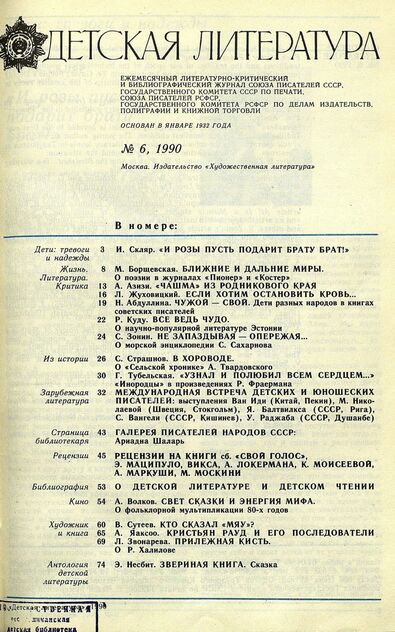 ДЕТСКАЯ ЛИТЕРАТУРА
ЕЖЕМЕСЯЧНЫЙ ЛИТЕРАТУРНО-КРИТИЧЕСКИЙ
И БИБЛИОГРАФИЧЕСКИЙ ЖУРНАЛ СОЮЗА ПИСАТЕЛЕЙ СССР,
ГОСУДАРСТВЕННОГО КОМИТЕТА СССР ПО ПЕЧАТИ,
СОЮЗА ПИСАТЕЛЕЙ РСФСР,
ГОСУДАРСТВЕННОГО КОМИТЕТА РСФСР ПО ДЕЛАМ ИЗДАТЕЛЬСТВ,
ПОЛИГРАФИИ И КНИЖНОЙ ТОРГОВЛИ
ОСНОВАН В ЯНВАРЕ 1932 ГОДА
№ 6, 1990
Москва. Издательство «Художественная литература»
В номере:
Дети: тревоги 3 И. Скляр. «И РОЗЫ ПУСТЬ ПОДАРИТ БРАТУ БРАТ!»
и надежды
Жизнь. 8 М. Борщевская. БЛИЖНИЕ И ДАЛЬНИЕ МИРЫ.
Литература. О поэзии в журналах «Пионер» и «Костер»
Критика 13 А. Азизи. «ЧАШМА» ИЗ РОДНИКОВОГО КРАЯ
16 Л. Жуховицкий. ЕСЛИ ХОТИМ ОСТАНОВИТЬ КРОВЬ...
19 Н. Абдуллина. ЧУЖОЙ — СВОЙ. Дети разных народов в книгах
советских писателей
22 Р. Куду. ВСЕ ВЕДЬ ЧУДО.
О научно-популярной литературе Эстонии
24 С. Зонин. НЕ ЗАПАЗДЫВАЯ — ОПЕРЕЖАЯ...
О морской энциклопедии С. Сахарнова
Из истории 26 С. Страшнов. В ХОРОВОДЕ.
О «Сельской хронике» А. Твардовского
30 Г. Тубельская. «УЗНАЛ И ПОЛЮБИЛ ВСЕМ СЕРДЦЕМ...»
«Инородцы» в произведениях Р. Фраермана
Зарубежная 32 МЕЖДУНАРОДНАЯ ВСТРЕЧА ДЕТСКИХ И ЮНОШЕСКИХ
литература ПИСАТЕЛЕЙ: выступления Ван Иди (Китай, Пекин), М. Нико-
лаевой (Швеция, Стокгольм), Я. Балтвилкса (СССР, Рига),
С. Вангели (СССР, Кишинев), У. Раджаба (СССР, Душанбе)
Страница 43 ГАЛЕРЕЯ ПИСАТЕЛЕЙ НАРОДОВ СССР:
библиотекаря Ариадна Шаларь
Рецензии 45 РЕЦЕНЗИИ НА КНИГИ сб. «СВОЙ ГОЛОС»,
Э. МАЦИПУЛО, ВИКСА, А. ЛОКЕРМАНА, К. МОИСЕЕВОЙ,
А. МАРКУШИ, М. МОСКИНИ
Библиография 53 О ДЕТСКОЙ ЛИТЕРАТУРЕ И ДЕТСКОМ ЧТЕНИИ
Кино 54 А. Волков. СВЕТ СКАЗКИ И ЭНЕРГИЯ МИФА.
О фольклорной мультипликации 80-х годов
Художник 60 В. Сутеев. КТО СКАЗАЛ «МЯУ»?
и книга 65 А. Яаксоо. КРИСТЬЯН РАУД И ЕГО ПОСЛЕДОВАТЕЛИ
69 Л. Звонарева. ПРИЛЕЖНАЯ КИСТЬ.
О Р. Халилове
Антология 74 Э. Несбит. ЗВЕРИНАЯ КНИГА. Сказка
детской
литературы
«Детская
СТВЕННАЯ
ликанская
детская библиотека